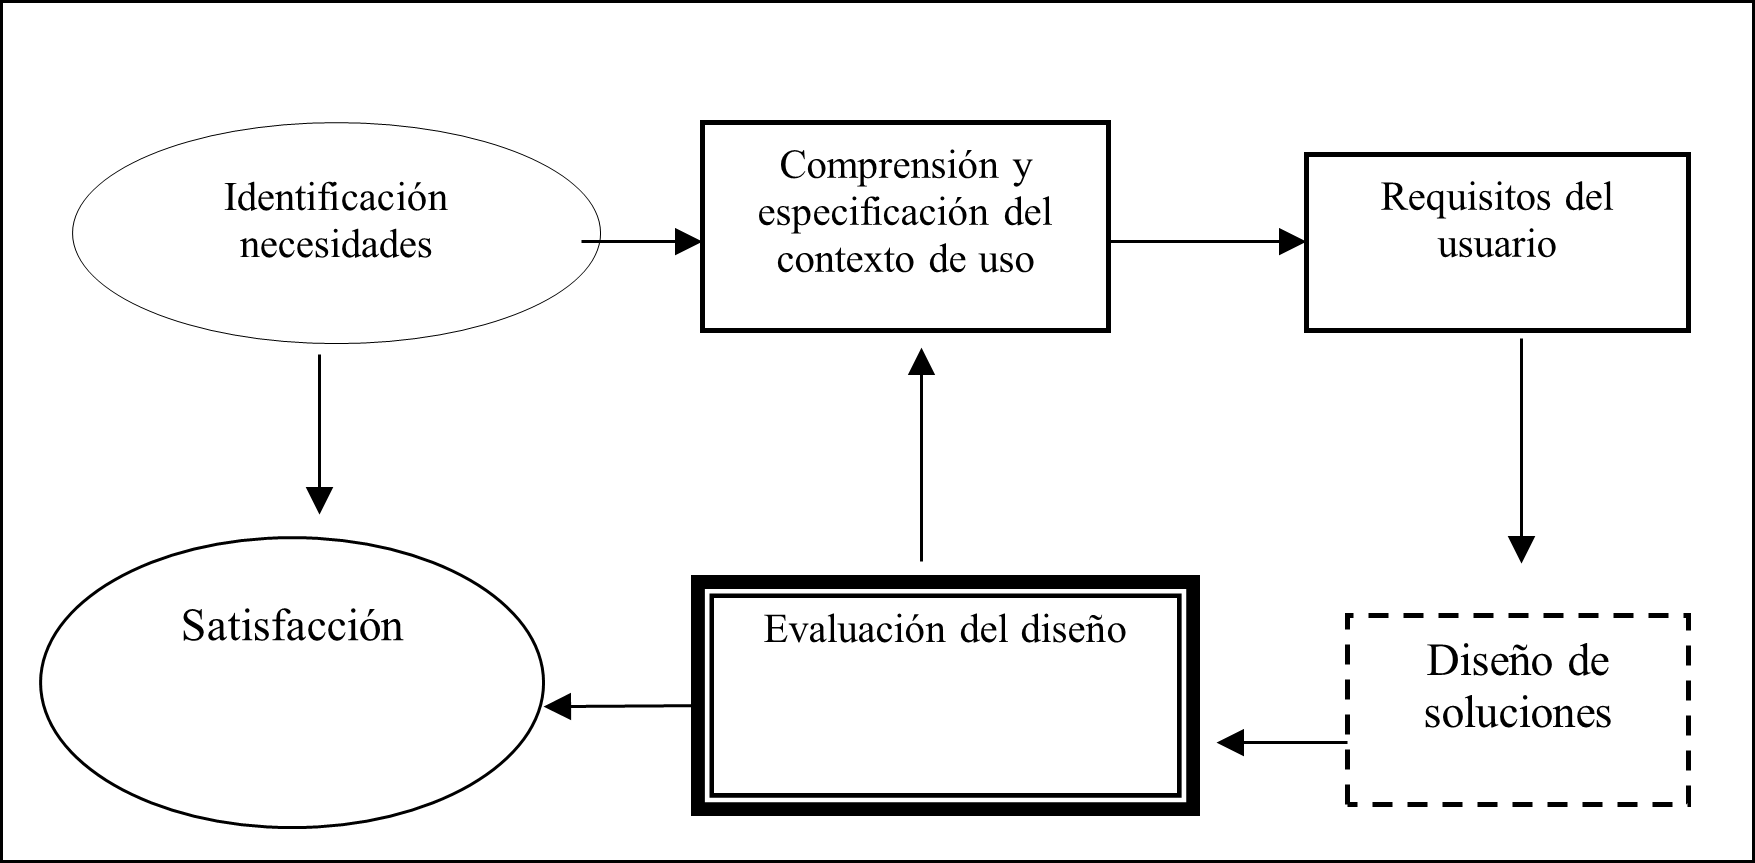 Identificación
necesidades
Comprensión y
especificación del
contexto de uso
Requisitos del
usuario
Satisfacción
Evaluación del diseño
Diseño de
soluciones